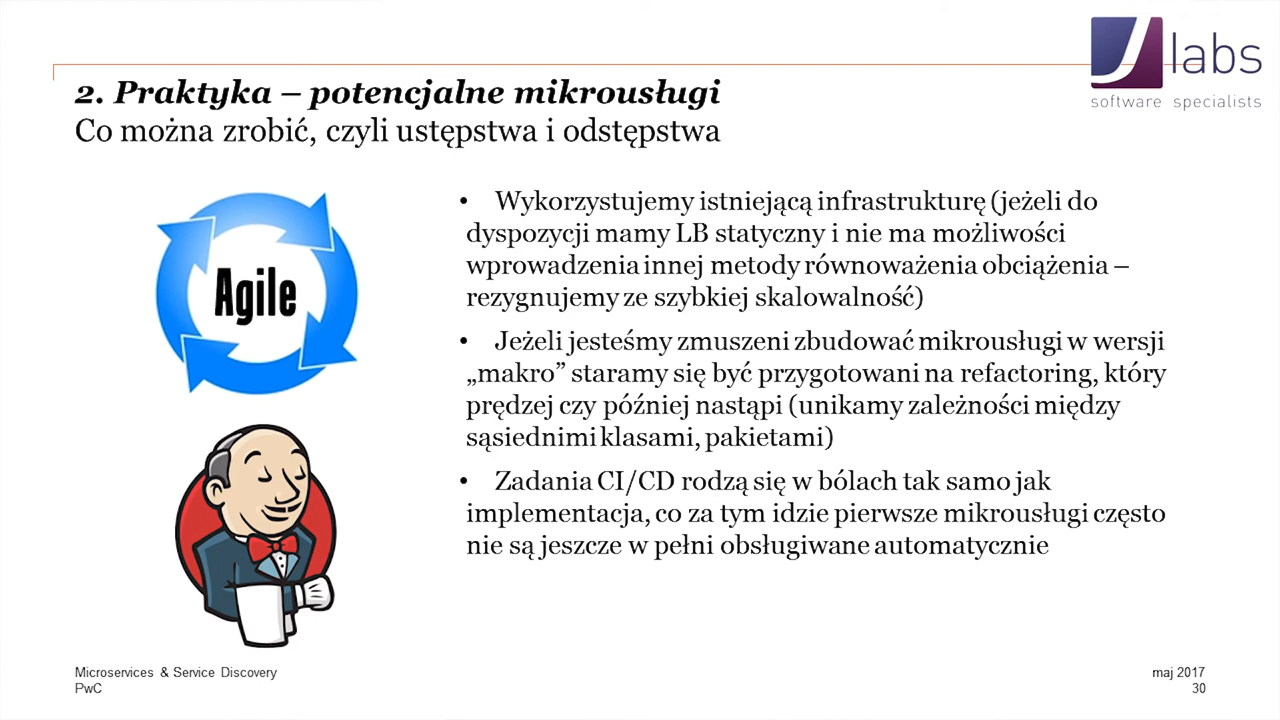 J labs
software specialists
2. Praktyka – potencjalne mikrousługi
Co można zrobić, czyli ustępstwa i odstępstwa
Agile
• Wykorzystujemy istniejącą infrastrukturę (jeżeli do
dyspozycji mamy LB statyczny i nie ma możliwości
wprowadzenia innej metody równoważenia obciążenia –
rezygnujemy ze szybkiej skalowalność)
• Jeżeli jesteśmy zmuszeni zbudować mikrousługi w wersji
„makro” staramy się być przygotowani na refactoring, który
prędzej czy później nastąpi (unikamy zależności między
sąsiednimi klasami, pakietami)
• Zadania CI/CD rodzą się w bólach tak samo jak
implementacja, co za tym idzie pierwsze mikrousługi często
nie są jeszcze w pełni obsługiwane automatycznie
Microservices & Service Discovery
PwC
maj 2017
30